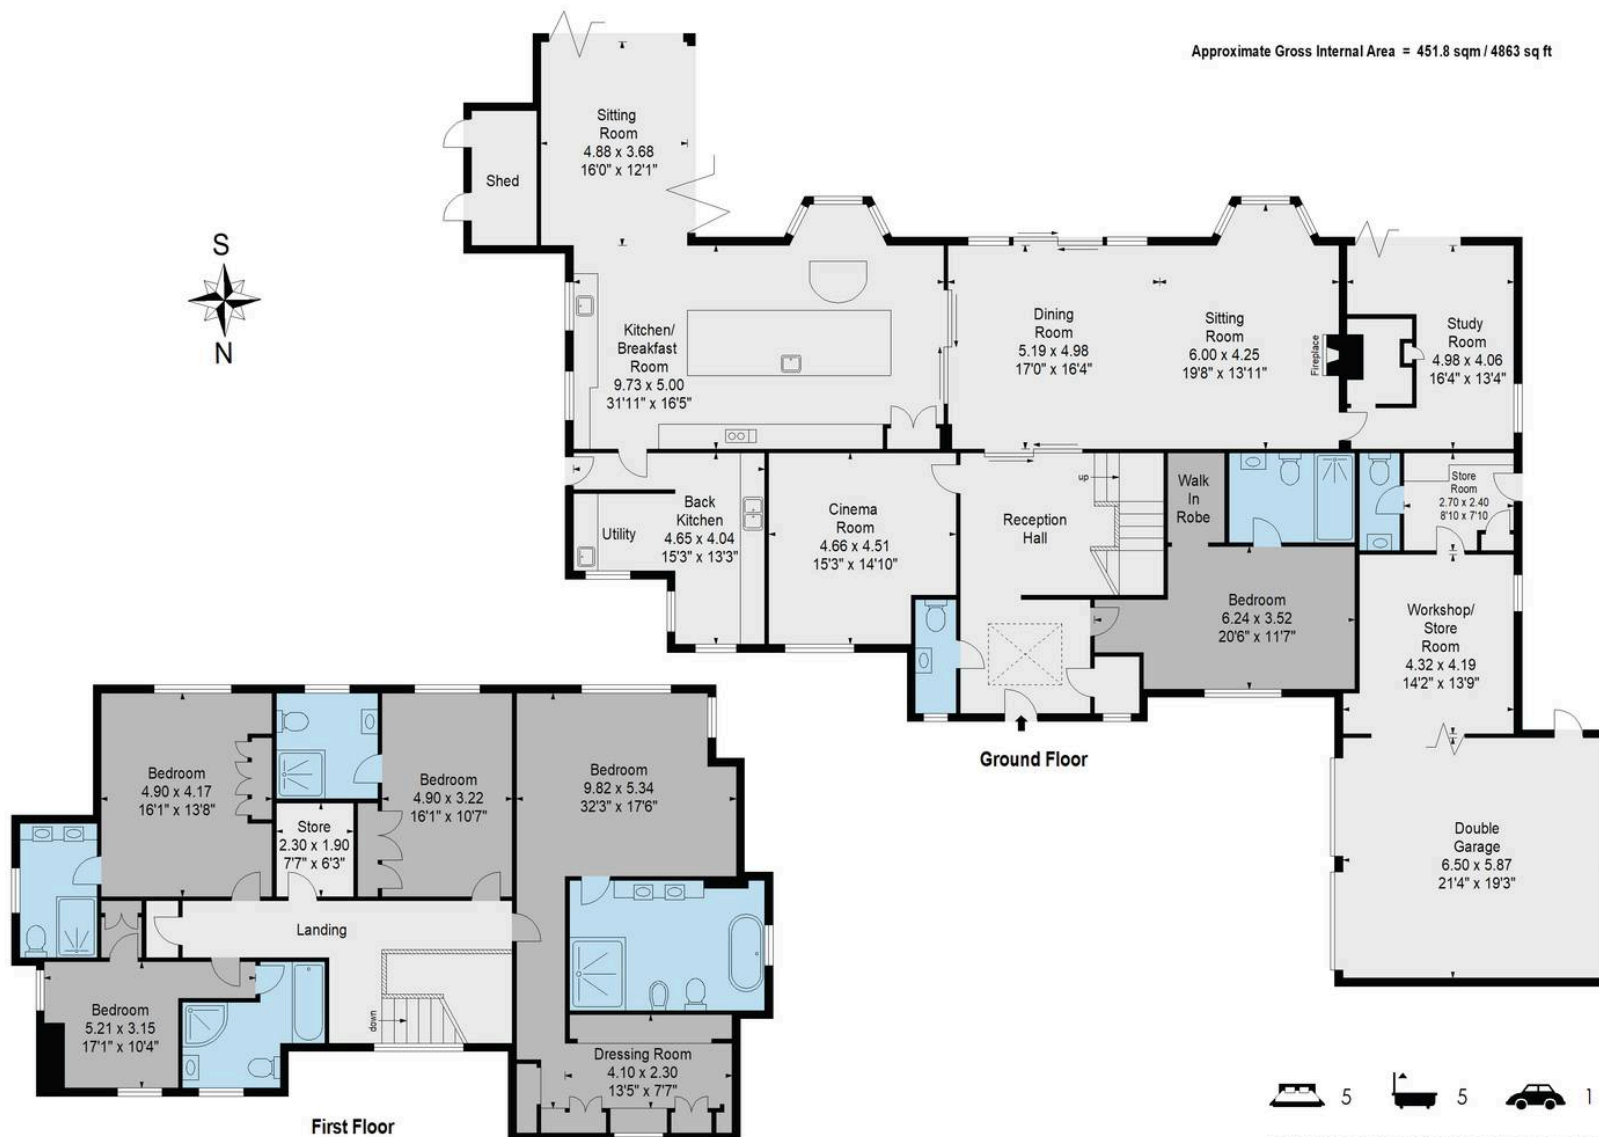 Approximate Gross Internal Area = 451.8 sqm / 4863 sq ft
S
N
Sitting
Room
4.88 x 3.68
16'0" x 12'1"
Shed
Kitchen/
Breakfast
Room
9.73 x 5.00
31'11" x 16'5"
Dining
Room
5.19 x 4.98
17'0" x 16'4"
Sitting
Room
6.00 x 4.25
19'8" x 13'11"
Fireplace
Study
Room
4.98 x 4.06
16'4" x 13'4"
Back
Kitchen
4.65 x 4.04
15'3" x 13'3"
Utility
Cinema
Room
4.66 x 4.51
15'3" x 14'10"
Reception
Hall
up
Walk
In
Robe
Store
Room
2.70 x 2.40
8'10 x 7'10
Bedroom
6.24 x 3.52
20'6" x 11'7"
Workshop/
Store
Room
4.32 x 4.19
14'2" x 13'9"
Double
Garage
6.50 x 5.87
21'4" x 19'3"
Ground Floor
Bedroom
4.90 x 4.17
16'1" x 13'8"
Store
2.30 x 1.90
7'7" x 6'3"
Bedroom
4.90 x 3.22
16'1" x 10'7"
Bedroom
9.82 x 5.34
32'3" x 17'6"
Landing
down
Bedroom
5.21 x 3.15
17'1" x 10'4"
Dressing Room
4.10 x 2.30
13'5" x 7'7"
First Floor
5
5
1